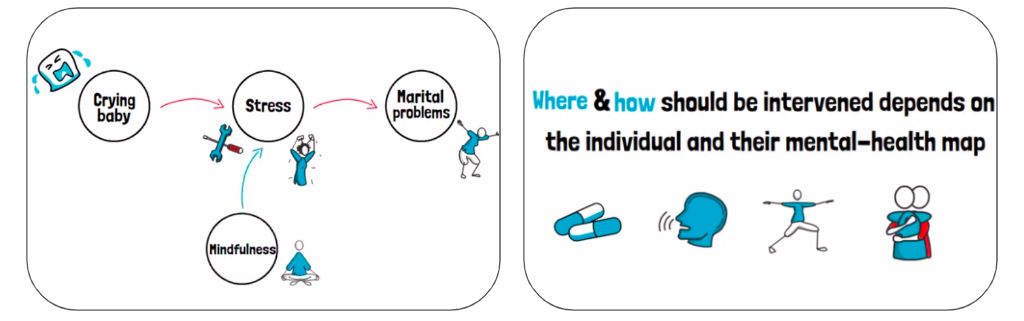 Crying
baby
Stress
Marital
problems
Mindfulness
Where & how should be intervened depends on
the individual and their mental-health map